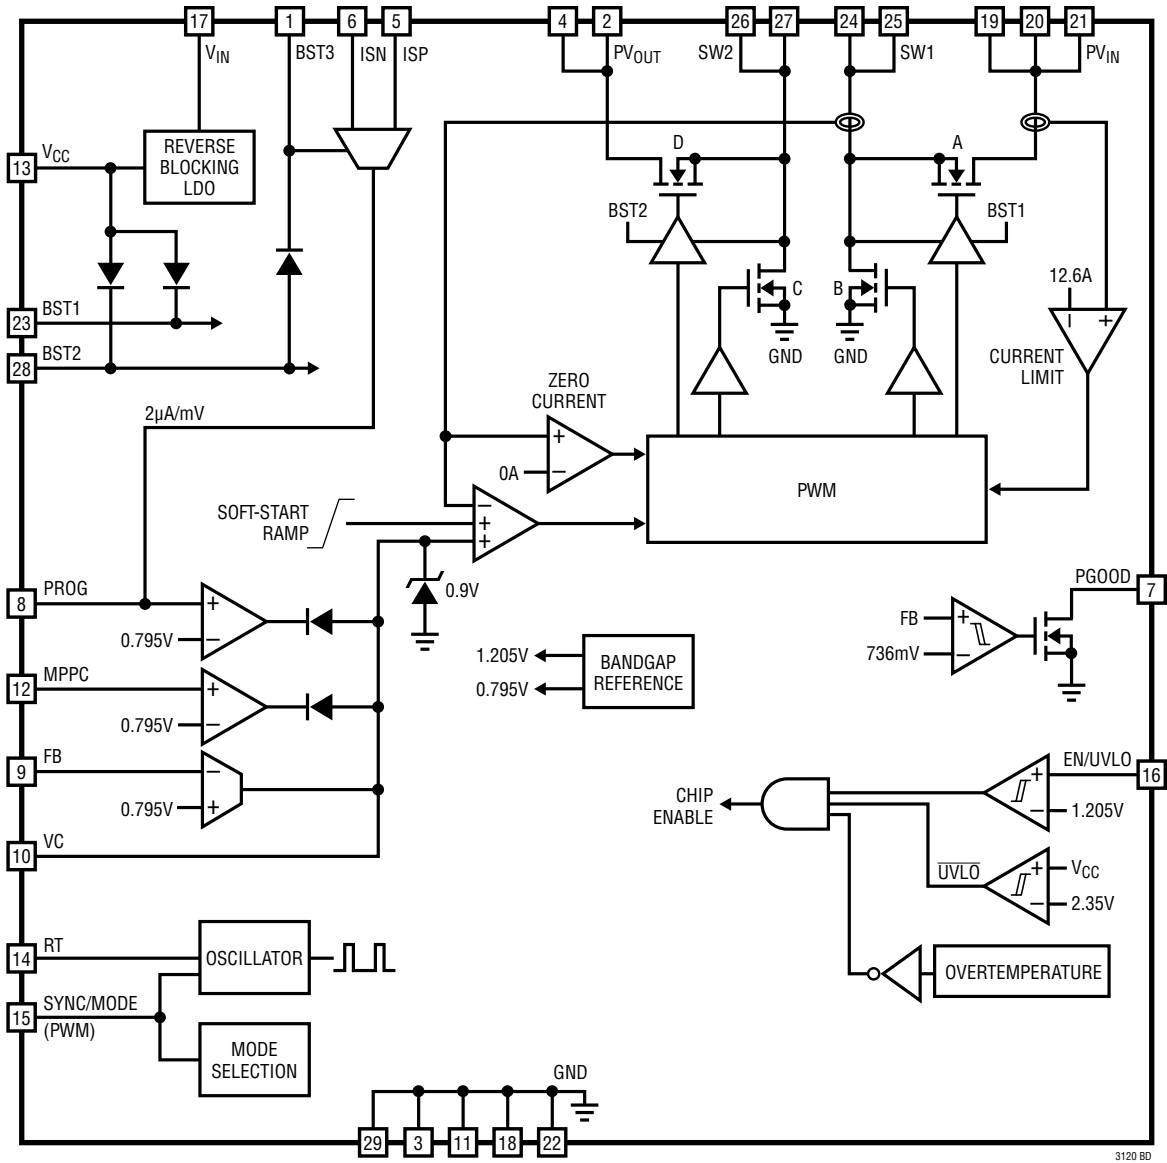 17
1
6
5
4
2
26
27
24
25
19
20
21
VIN
BST3
ISN
ISP
PVOUT
SW2
SW1
PVIN
13
VCC
REVERSE
BLOCKING
LDO
D
A
BST2
BST1
12.6A
C
B
–
+
23
BST1
28
BST2
GND
GND
CURRENT
LIMIT
ZERO
CURRENT
2µA/mV
+
0A
–
PWM
SOFT-START
RAMP
–
+
+
0.9V
8
PROG
+
0.795V
–
PGOOD
7
FB
+
736mV
–
12
MPPC
+
0.795V
–
1.205V
0.795V
BANDGAP
REFERENCE
9
FB
–
0.795V
+
10
VC
EN/UVLO
16
+
–
1.205V
CHIP
ENABLE
UVLO
+
VCC
–
2.35V
14
RT
OSCILLATOR
OVERTEMPERATURE
15
SYNC/MODE
(PWM)
MODE
SELECTION
GND
29
3
11
18
22
3120 BD